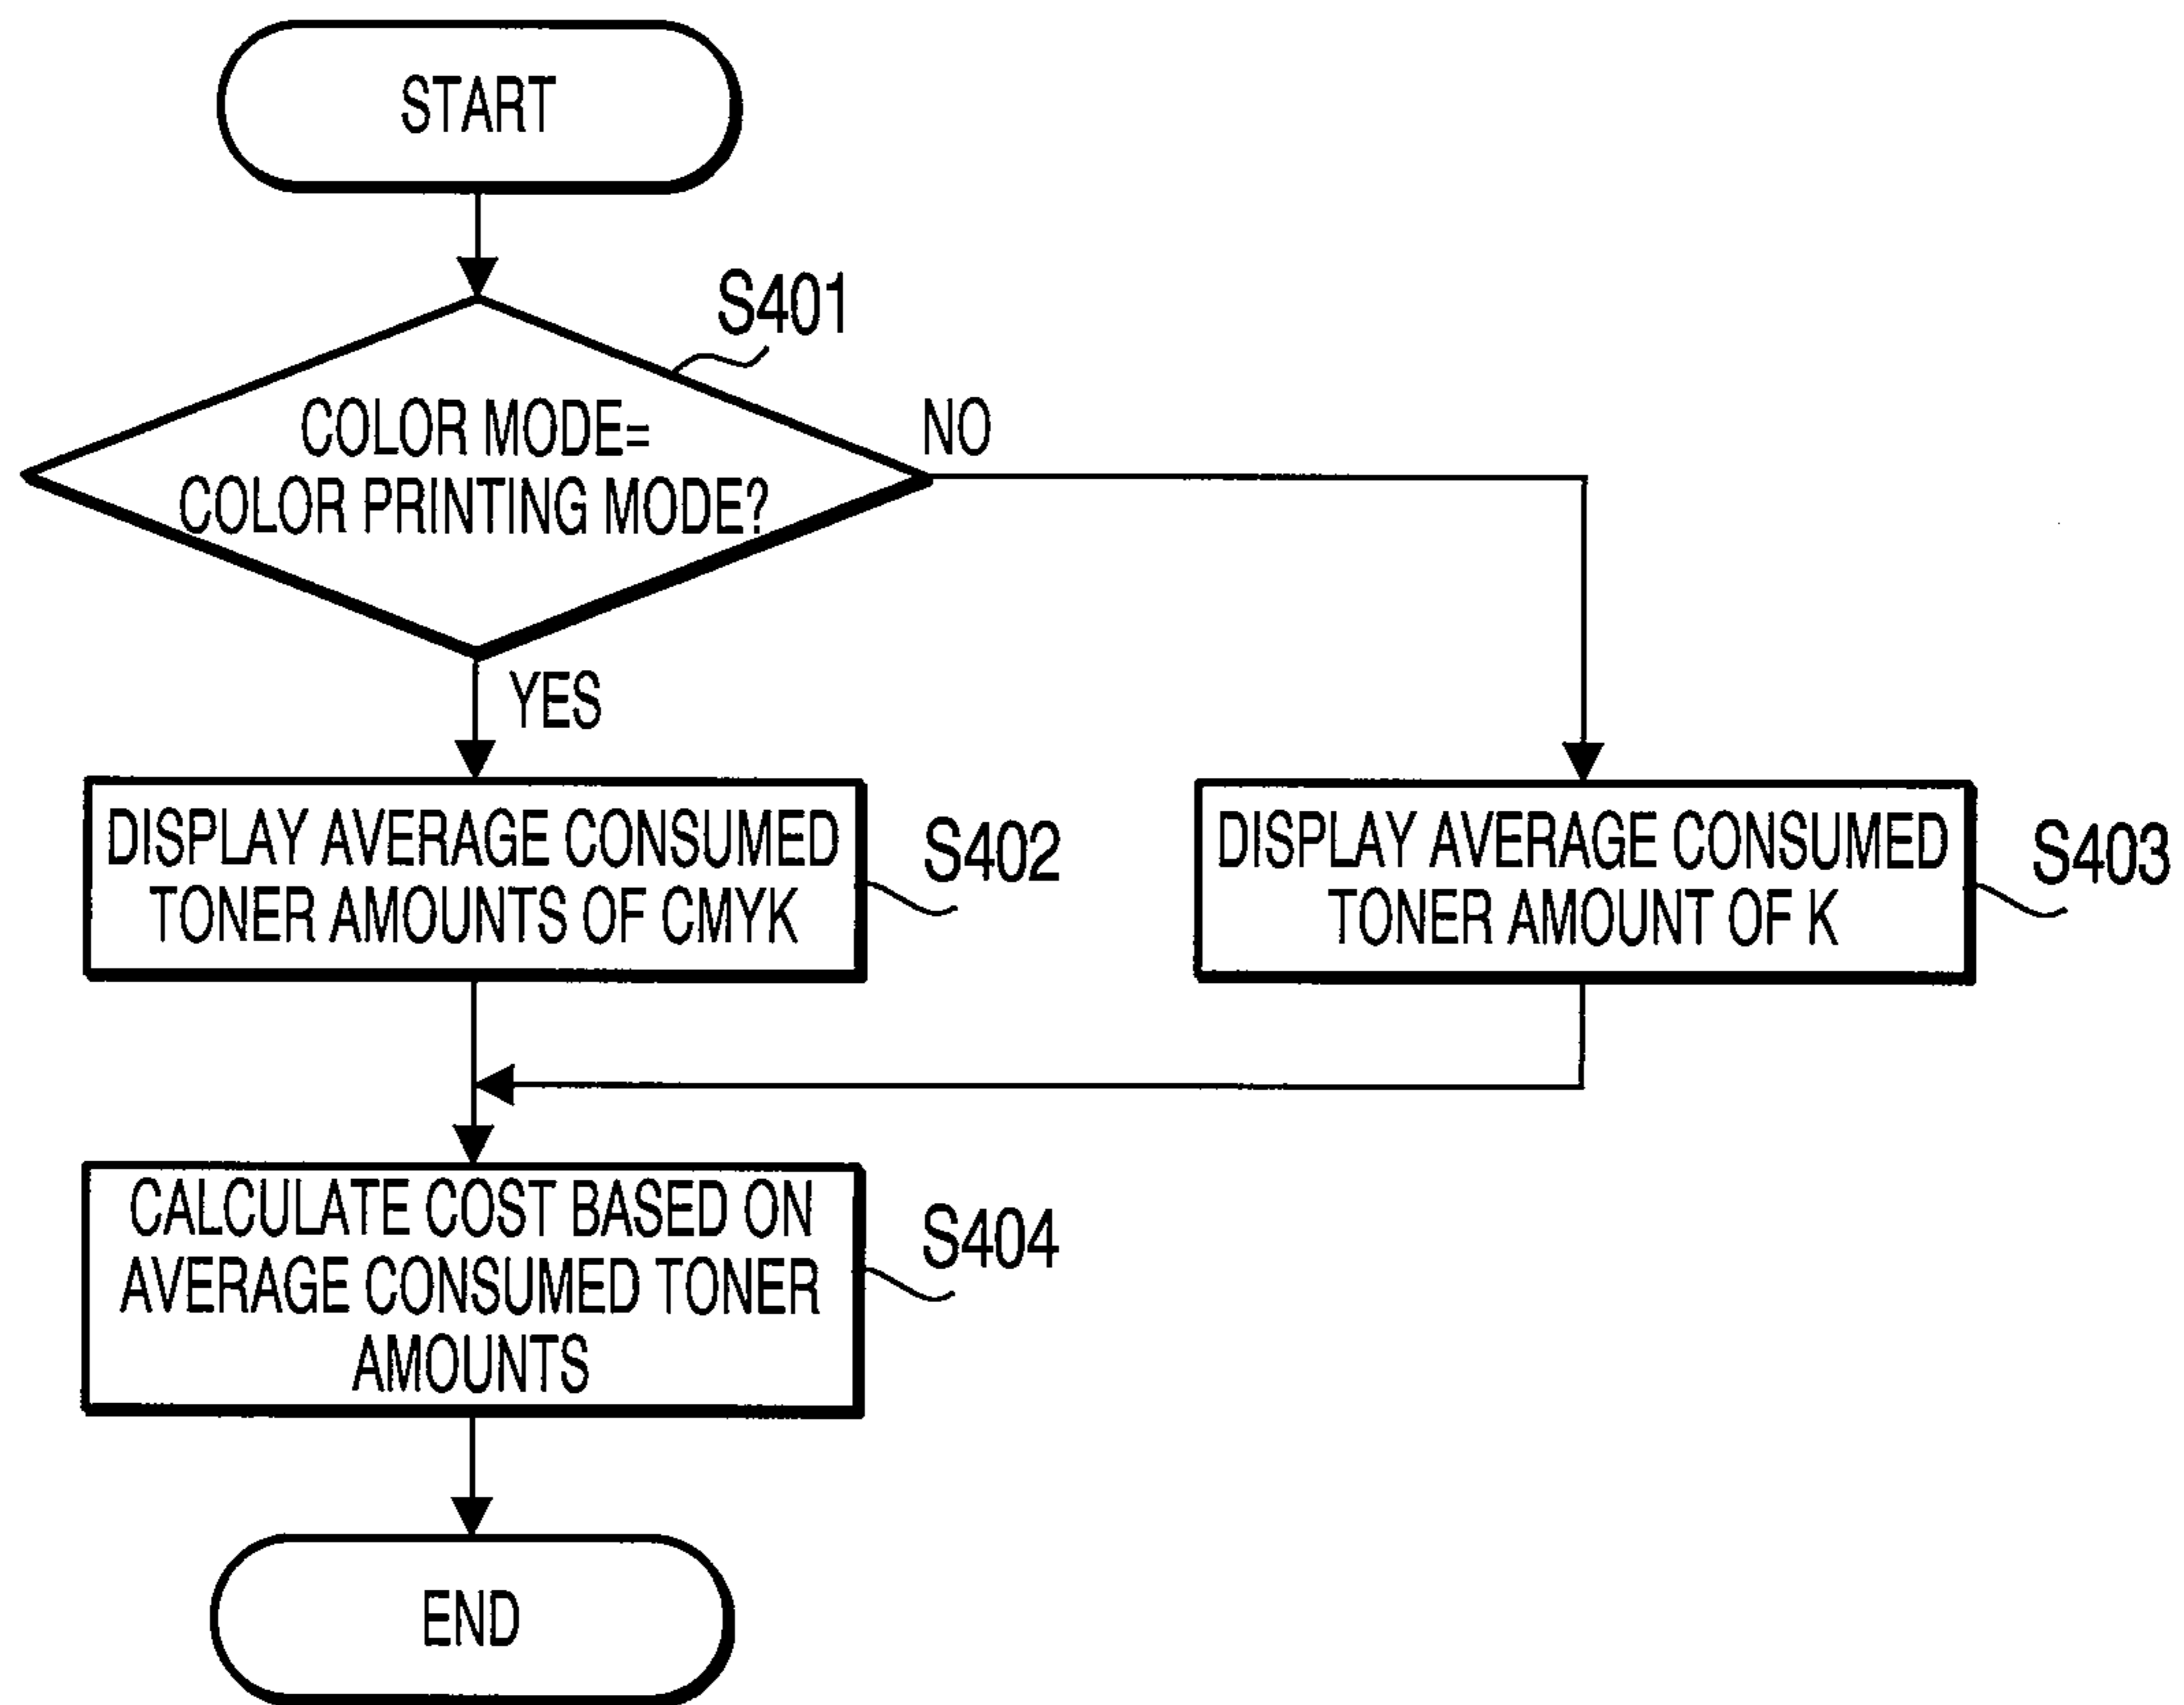 START
S401
COLOR MODE=
COLOR PRINTING MODE?
NO
YES
DISPLAY AVERAGE CONSUMED
TONER AMOUNTS OF CMYK
S402
DISPLAY AVERAGE CONSUMED
TONER AMOUNT OF K
S403
CALCULATE COST BASED ON
AVERAGE CONSUMED TONER
AMOUNTS
S404
END